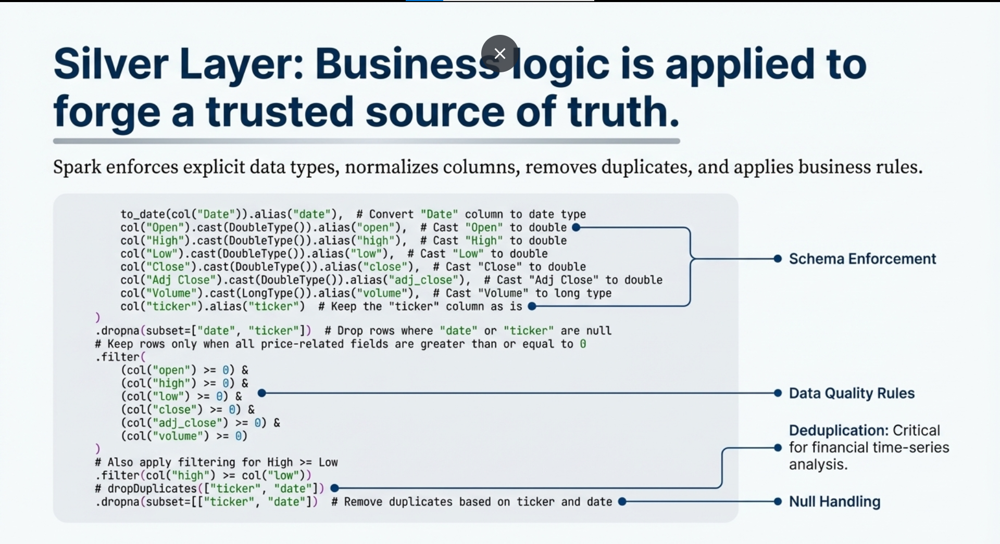 Silver Layer: Business logic is applied to
forge a trusted source of truth.
Spark enforces explicit data types, normalizes columns, removes duplicates, and applies business rules.
to_date(col("Date")).alias("date"),  # Convert "Date" column to date type
col("Open").cast(DoubleType()).alias("open"),  # Cast "Open" to double
col("High").cast(DoubleType()).alias("high"),  # Cast "High" to double
col("Low").cast(DoubleType()).alias("low"),  # Cast "Low" to double
col("Close").cast(DoubleType()).alias("close"),  # Cast "Close" to double
col("Adj Close").cast(DoubleType()).alias("adj_close"),  # Cast "Adj Close" to double
col("Volume").cast(LongType()).alias("volume"),  # Cast "Volume" to long type
col("ticker").alias("ticker")  # Keep the "ticker" column as is
)
.dropna(subset=["date", "ticker"])  # Drop rows where "date" or "ticker" are null
# Keep rows only when all price-related fields are greater than or equal to 0
.filter(
(col("open") >= 0) &
(col("high") >= 0) &
(col("low") >= 0) &
(col("close") >= 0) &
(col("adj_close") >= 0) &
(col("volume") >= 0)
)
# Also apply filtering for High >= Low
.filter(col("high") >= col("low"))
# dropDuplicates(["ticker", "date"])
.dropna(subset=[["ticker", "date"])  # Remove duplicates based on ticker and date
Schema Enforcement
Data Quality Rules
Deduplication: Critical
for financial time-series
analysis.
Null Handling